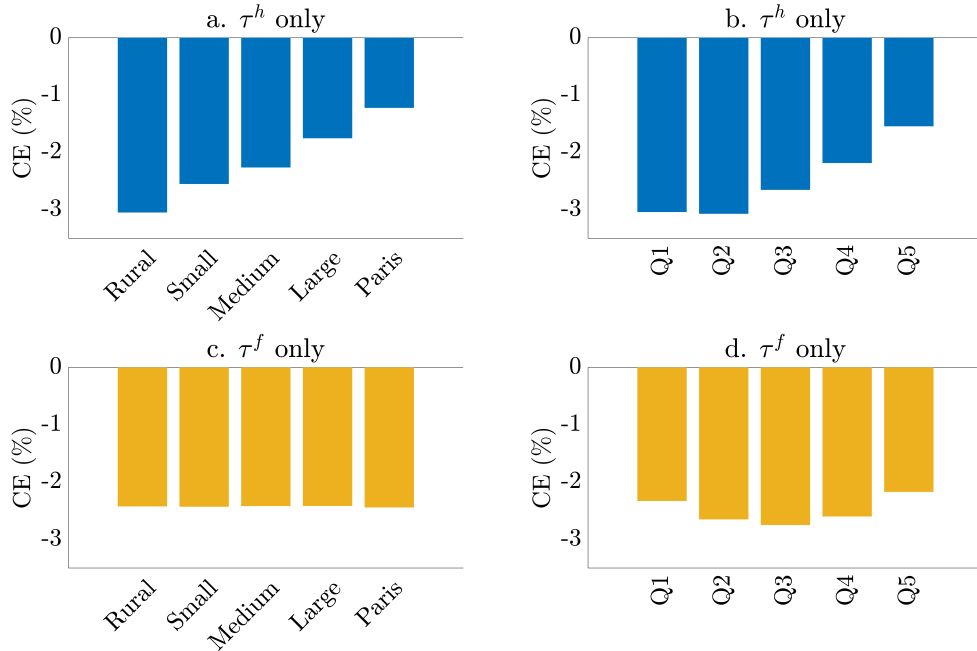 a. τ^h only
CE (%)
0
-1
-2
-3
Rural
Small
Medium
Large
Paris
b. τ^h only
CE (%)
0
-1
-2
-3
Q1
Q2
Q3
Q4
Q5
c. τ^f only
CE (%)
0
-1
-2
-3
Rural
Small
Medium
Large
Paris
d. τ^f only
CE (%)
0
-1
-2
-3
Q1
Q2
Q3
Q4
Q5